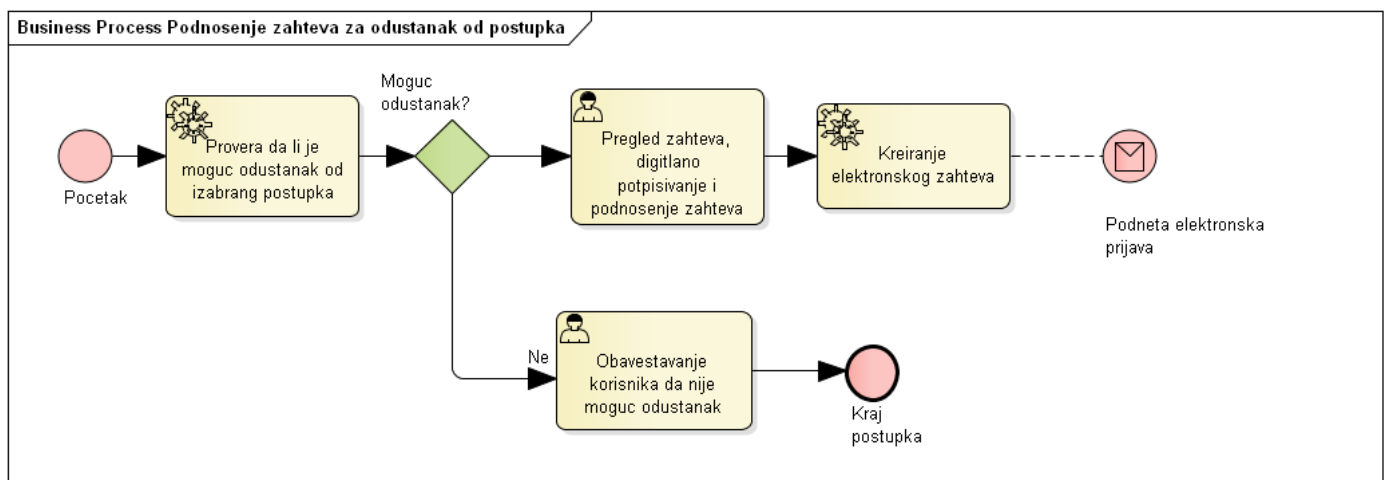 Business Process Podnosenje zahteva za odustanak od postupka
Moguc
odustanak?
Pocetak
Provera da li je
moguc odustanak od
izabrang postupka
Pregled zahteva,
digitlano
potpisivanje i
podnosenje zahteva
Kreiranje
elektronskog zahteva
Podneta elektronska
prijava
Ne
Obavestavanje
korisnika da nije
moguc odustanak
Kraj
postupka